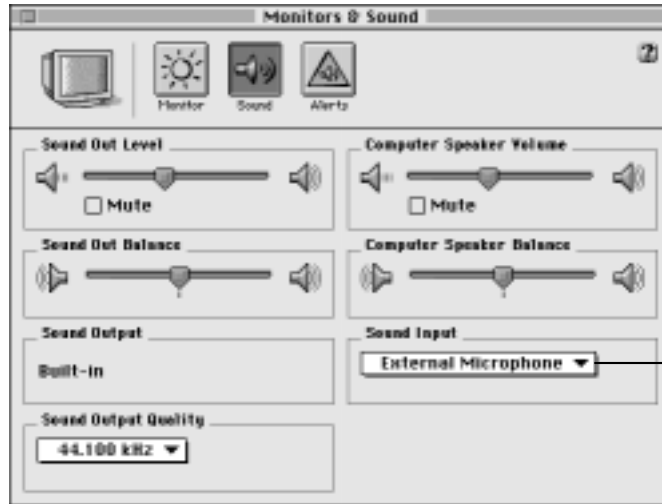 Monitors & Sound
Monitor Sound Alerts
Sound Out Level
Mute
Computer Speaker Volume
Mute
Sound Out Balance
Computer Speaker Balance
Sound Output
Built-in
Sound Input
External Microphone
Sound Output Quality
44.100 kHz